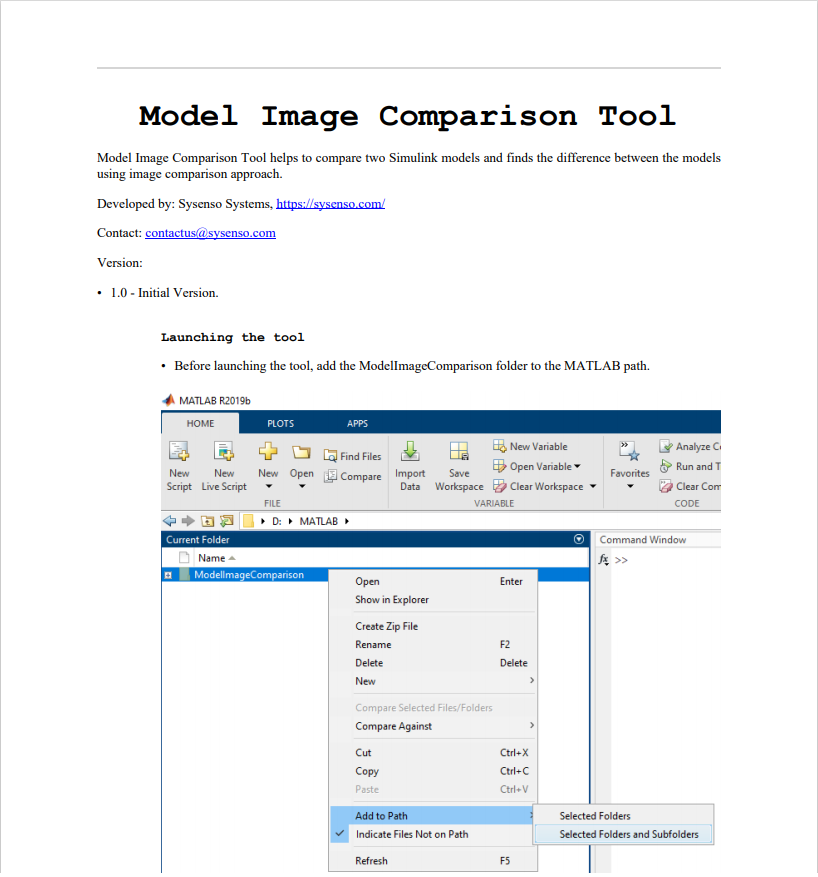 Model Image Comparison Tool
Model Image Comparison Tool helps to compare two Simulink models and finds the difference between the models
using image comparison approach.
Developed by: Sysenso Systems, https://sysenso.com/
Contact: contactus@sysenso.com
Version:
• 1.0 - Initial Version.
Launching the tool
• Before launching the tool, add the ModelImageComparison folder to the MATLAB path.
MATLAB R2019b
HOME PLOTS APPS
New Script
New Live Script
New
Open
Find Files
Compare
FILE
Import Data
Save Workspace
New Variable
Open Variable
Clear Workspace
VARIABLE
Favorites
Analyze C
Run and T
Clear Com
CODE
D: MATLAB
Current Folder
Name
ModelImageComparison
Command Window
fx >>
Open Enter
Show in Explorer
Create Zip File
Rename F2
Delete Delete
New
Compare Selected Files/Folders
Compare Against
Cut Ctrl+X
Copy Ctrl+C
Paste Ctrl+V
Add to Path
Selected Folders
Indicate Files Not on Path
Selected Folders and Subfolders
Refresh F5